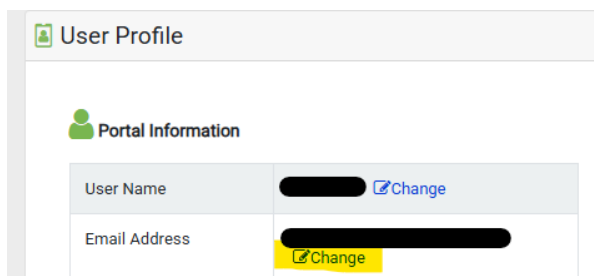 User Profile
Portal Information
User Name Change
Email Address
Change